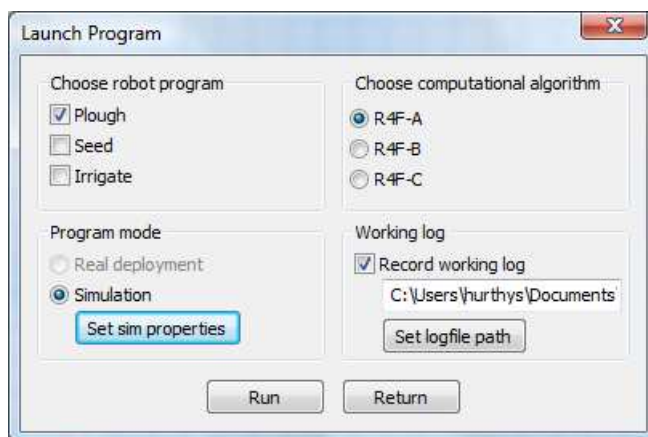 Launch Program
Choose robot program
Plough
Seed
Irrigate
Choose computational algorithm
R4F-A
R4F-B
R4F-C
Program mode
Real deployment
Simulation
Set sim properties
Working log
Record working log
C:\Users\hurthys\Documents
Set logfile path
Run
Return